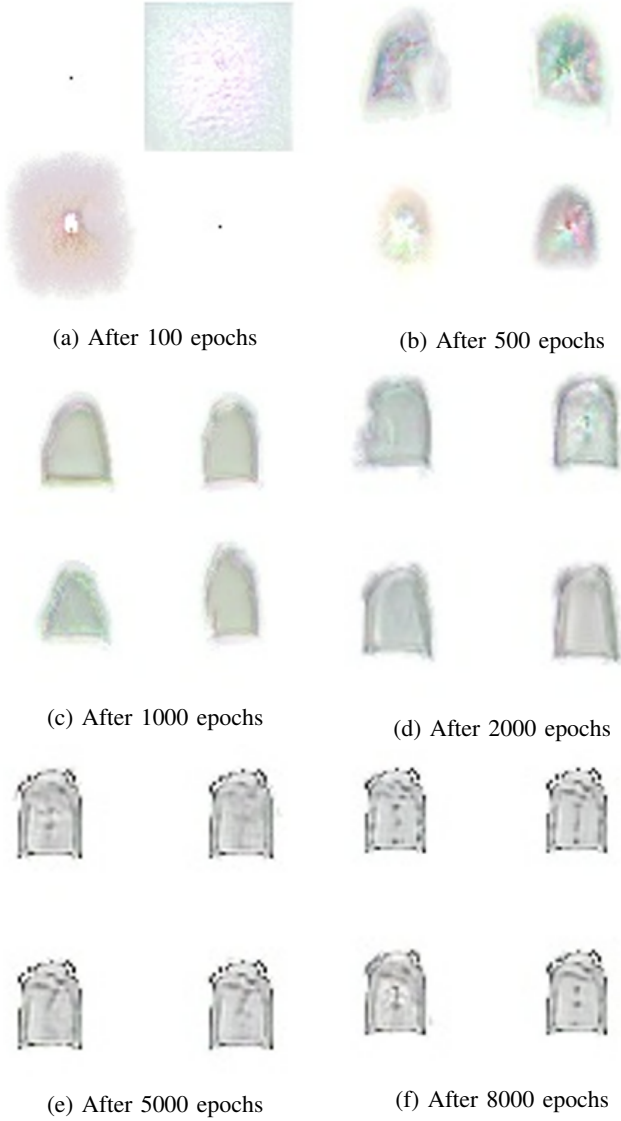 (a) After 100 epochs
(b) After 500 epochs
(c) After 1000 epochs
(d) After 2000 epochs
(e) After 5000 epochs
(f) After 8000 epochs